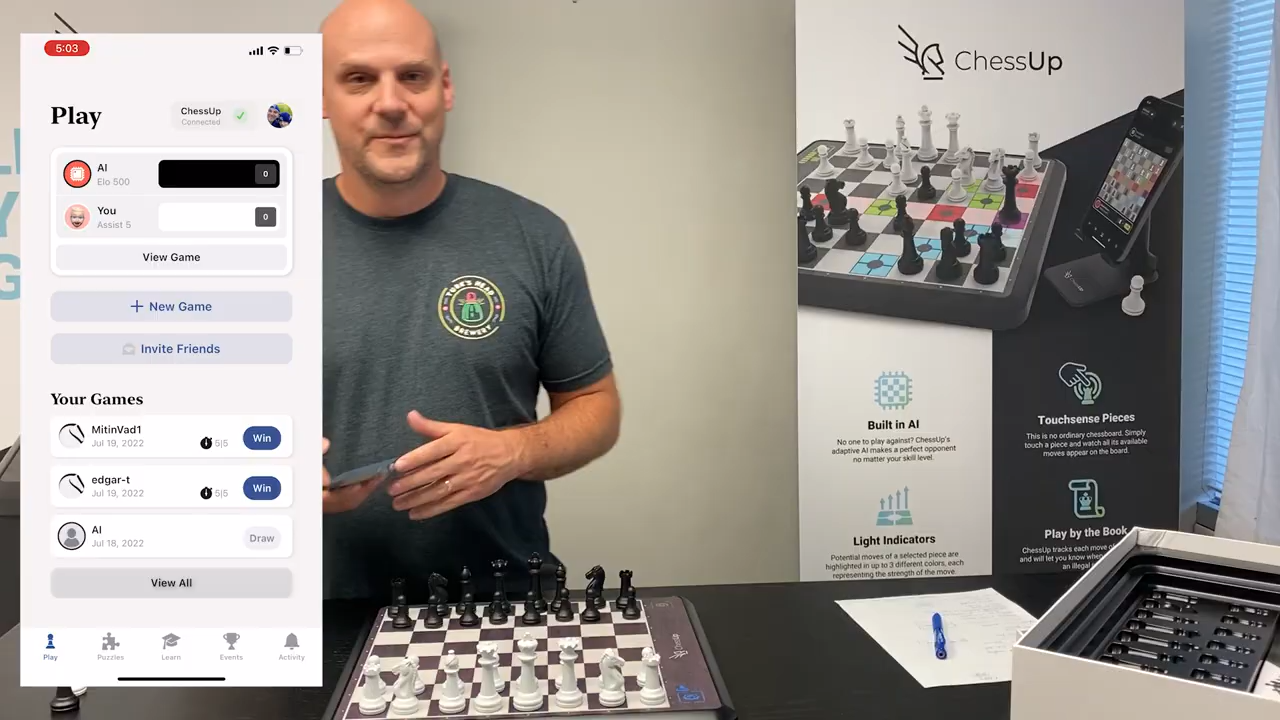 5:03
Play
ChessUp
Connected
AI
Elo 500
0
You
Assist 5
0
View Game
+ New Game
Invite Friends
Your Games
MitinVad1
Jul 19, 2022
5|5
Win
edgar-t
Jul 19, 2022
5|5
Win
AI
Jul 18, 2022
Draw
View All
Play
Puzzles
Learn
Events
Activity
BREWERY
ChessUp
Built in AI
No one to play against? ChessUp's
adaptive AI makes a perfect opponent
no matter your skill level.
Light Indicators
Potential moves of a selected piece are
highlighted in up to 3 different colors, each
representing the strength of the move.
Touchsense Pieces
This is no ordinary chessboard. Simply
touch a piece and watch all its available
moves appear on the board.
Play by the Book
ChessUp tracks each move
and will let you know when
an illegal
ChessUp